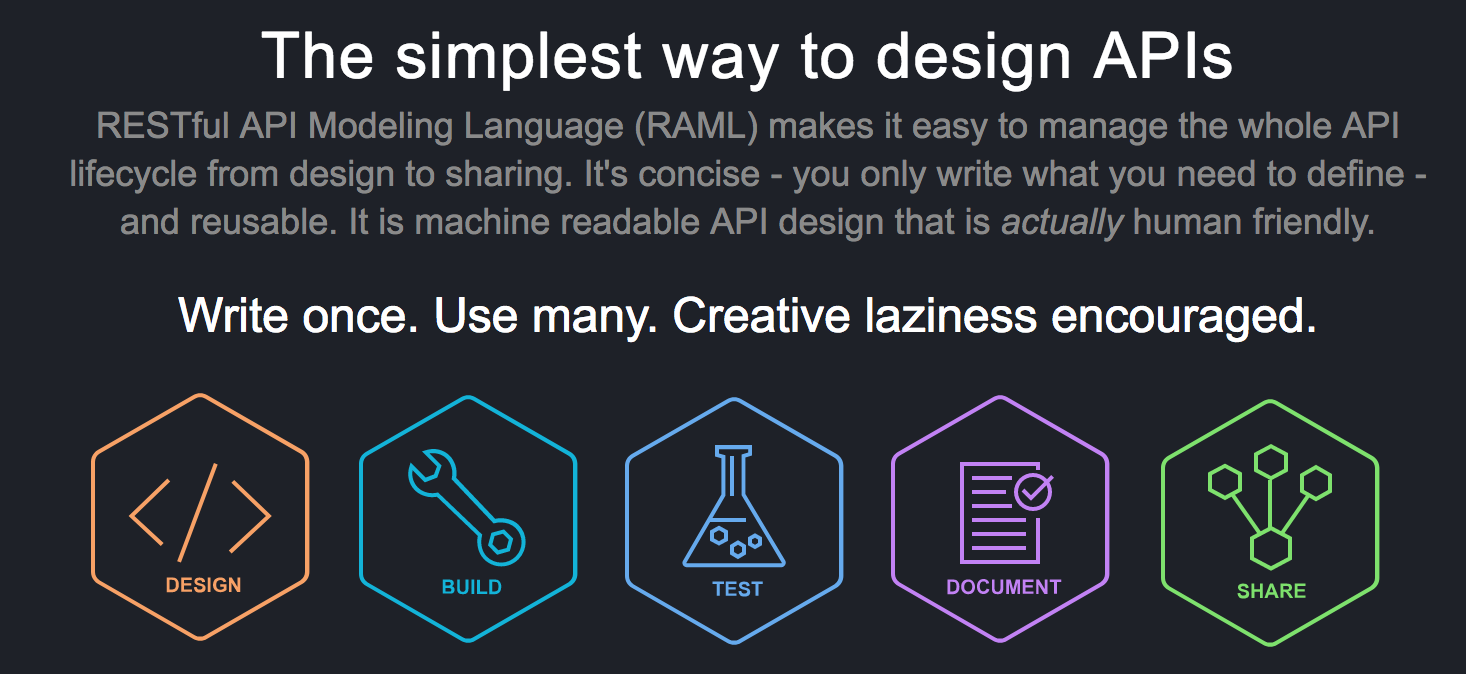 The simplest way to design APIs
RESTful API Modeling Language (RAML) makes it easy to manage the whole API
lifecycle from design to sharing. It's concise - you only write what you need to define -
and reusable. It is machine readable API design that is actually human friendly.
Write once. Use many. Creative laziness encouraged.
DESIGN
BUILD
TEST
DOCUMENT
SHARE